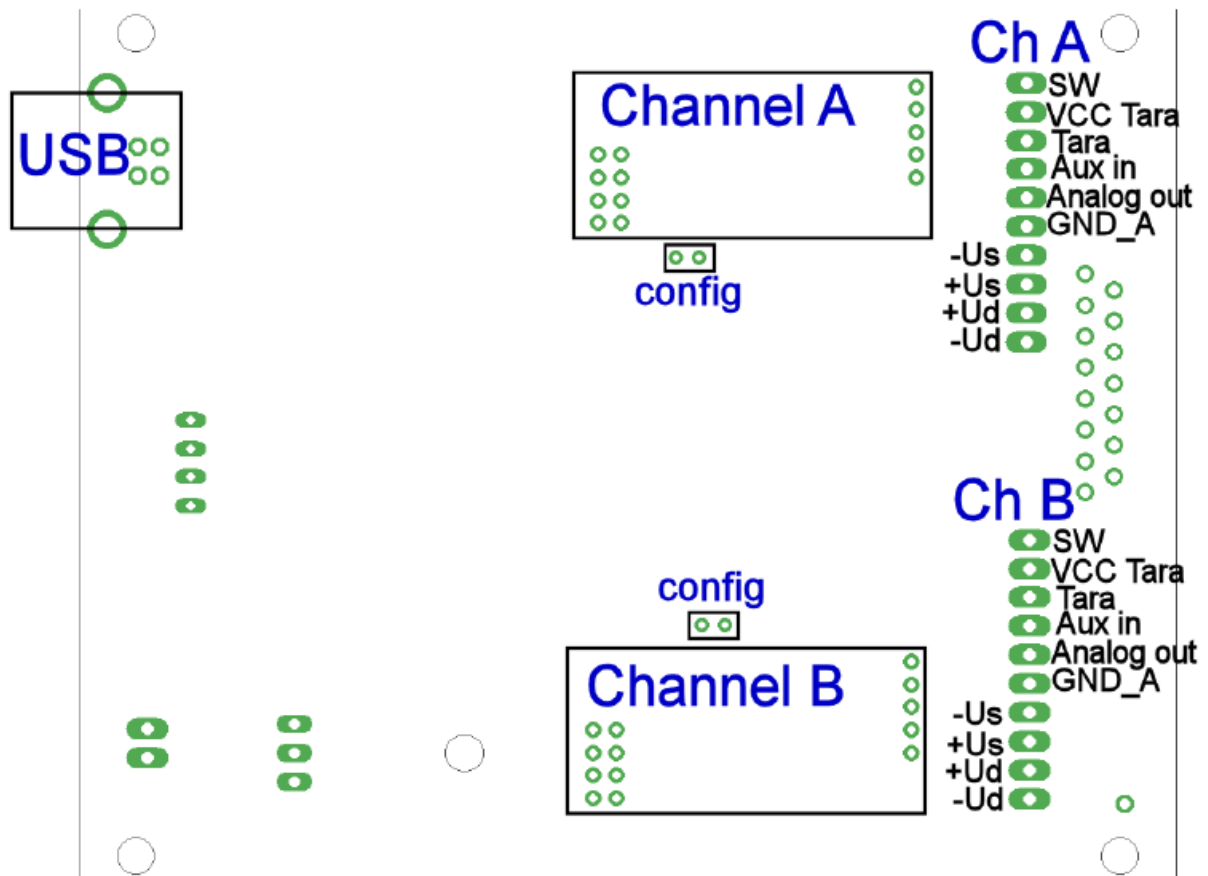 Ch A
SW
Channel A
VCC Tara
Tara
USB
Aux in
Analog out
GND_A
-Us
config
+Us
+Ud
-Ud
Ch B
SW
config
VCC Tara
Tara
Aux in
Analog out
Channel B
GND_A
-Us
+Us
+Ud
-Ud